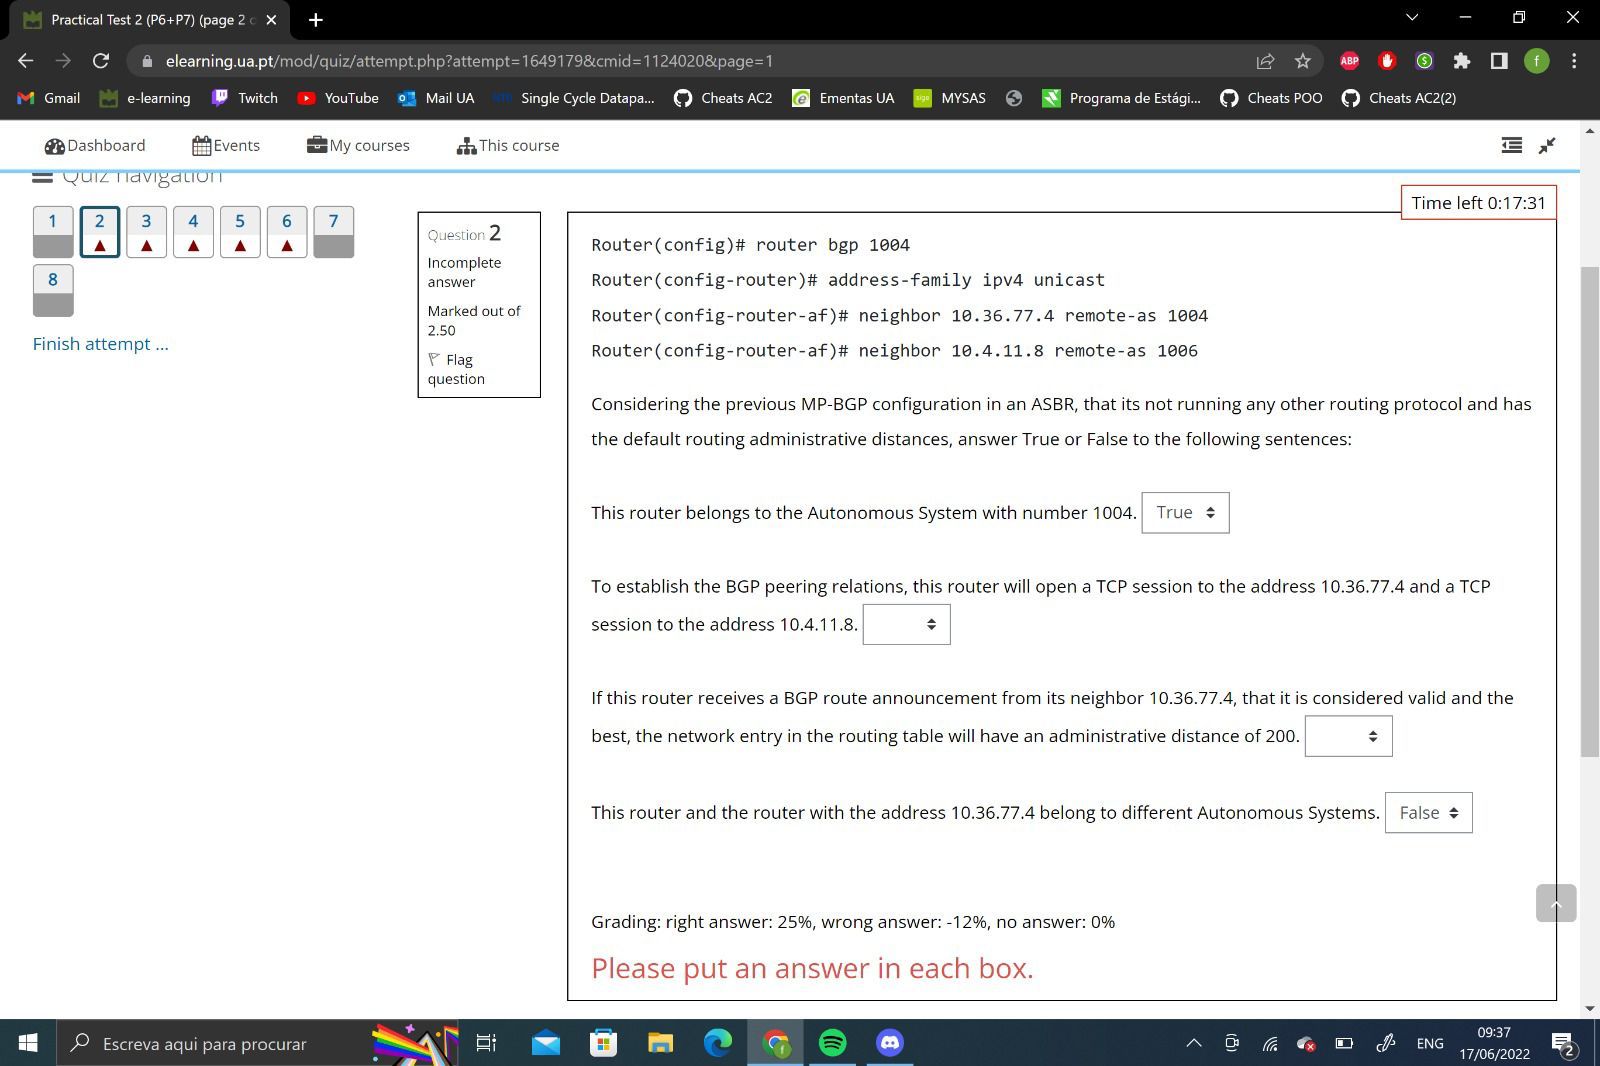 Practical Test 2 (P6+P7) (page 2
elearning.ua.pt/mod/quiz/attempt.php?attempt=1649179&cmid=1124020&page=1
ABP
f
Gmail e-learning Twitch YouTube Mail UA Single Cycle Datapa... Cheats AC2 Ementas UA MYSAS Programa de Estági... Cheats POO Cheats AC2(2)
Dashboard Events My courses This course
Quiz navigation
Time left 0:17:31
1 2 3 4 5 6 7
8
Finish attempt ...
Question 2
Incomplete
answer
Marked out of
2.50
Flag
question
Router(config)# router bgp 1004
Router(config-router)# address-family ipv4 unicast
Router(config-router-af)# neighbor 10.36.77.4 remote-as 1004
Router(config-router-af)# neighbor 10.4.11.8 remote-as 1006
Considering the previous MP-BGP configuration in an ASBR, that its not running any other routing protocol and has
the default routing administrative distances, answer True or False to the following sentences:
This router belongs to the Autonomous System with number 1004. True
To establish the BGP peering relations, this router will open a TCP session to the address 10.36.77.4 and a TCP
session to the address 10.4.11.8.
If this router receives a BGP route announcement from its neighbor 10.36.77.4, that it is considered valid and the
best, the network entry in the routing table will have an administrative distance of 200.
This router and the router with the address 10.36.77.4 belong to different Autonomous Systems. False
Grading: right answer: 25%, wrong answer: -12%, no answer: 0%
Please put an answer in each box.
Escreva aqui para procurar
ENG
09:37
17/06/2022
2